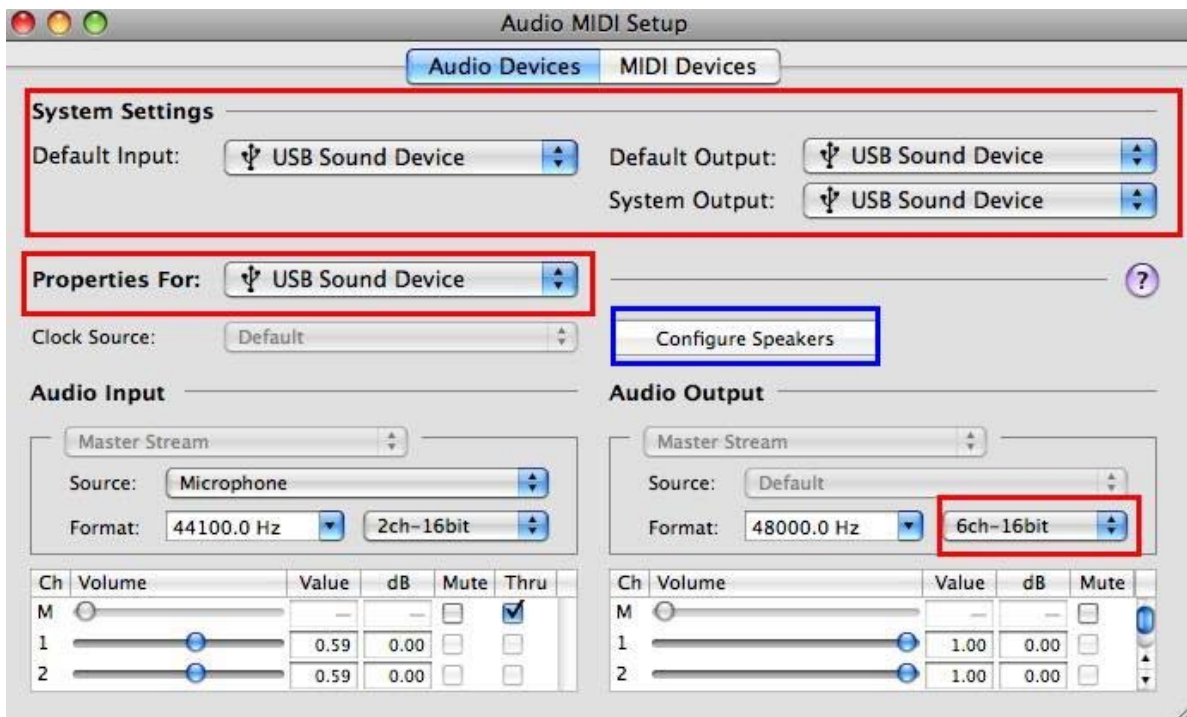 Audio MIDI Setup
Audio Devices MIDI Devices
System Settings
Default Input: USB Sound Device Default Output: USB Sound Device
System Output: USB Sound Device
Properties For: USB Sound Device ?
Clock Source: Default Configure Speakers
Audio Input Audio Output
Master Stream Master Stream
Source: Microphone Source: Default
Format: 44100.0 Hz 2ch-16bit Format: 48000.0 Hz 6ch-16bit
Ch Volume Value dB Mute Thru Ch Volume Value dB Mute
M — — M — —
1 0.59 0.00 1 1.00 0.00
2 0.59 0.00 2 1.00 0.00